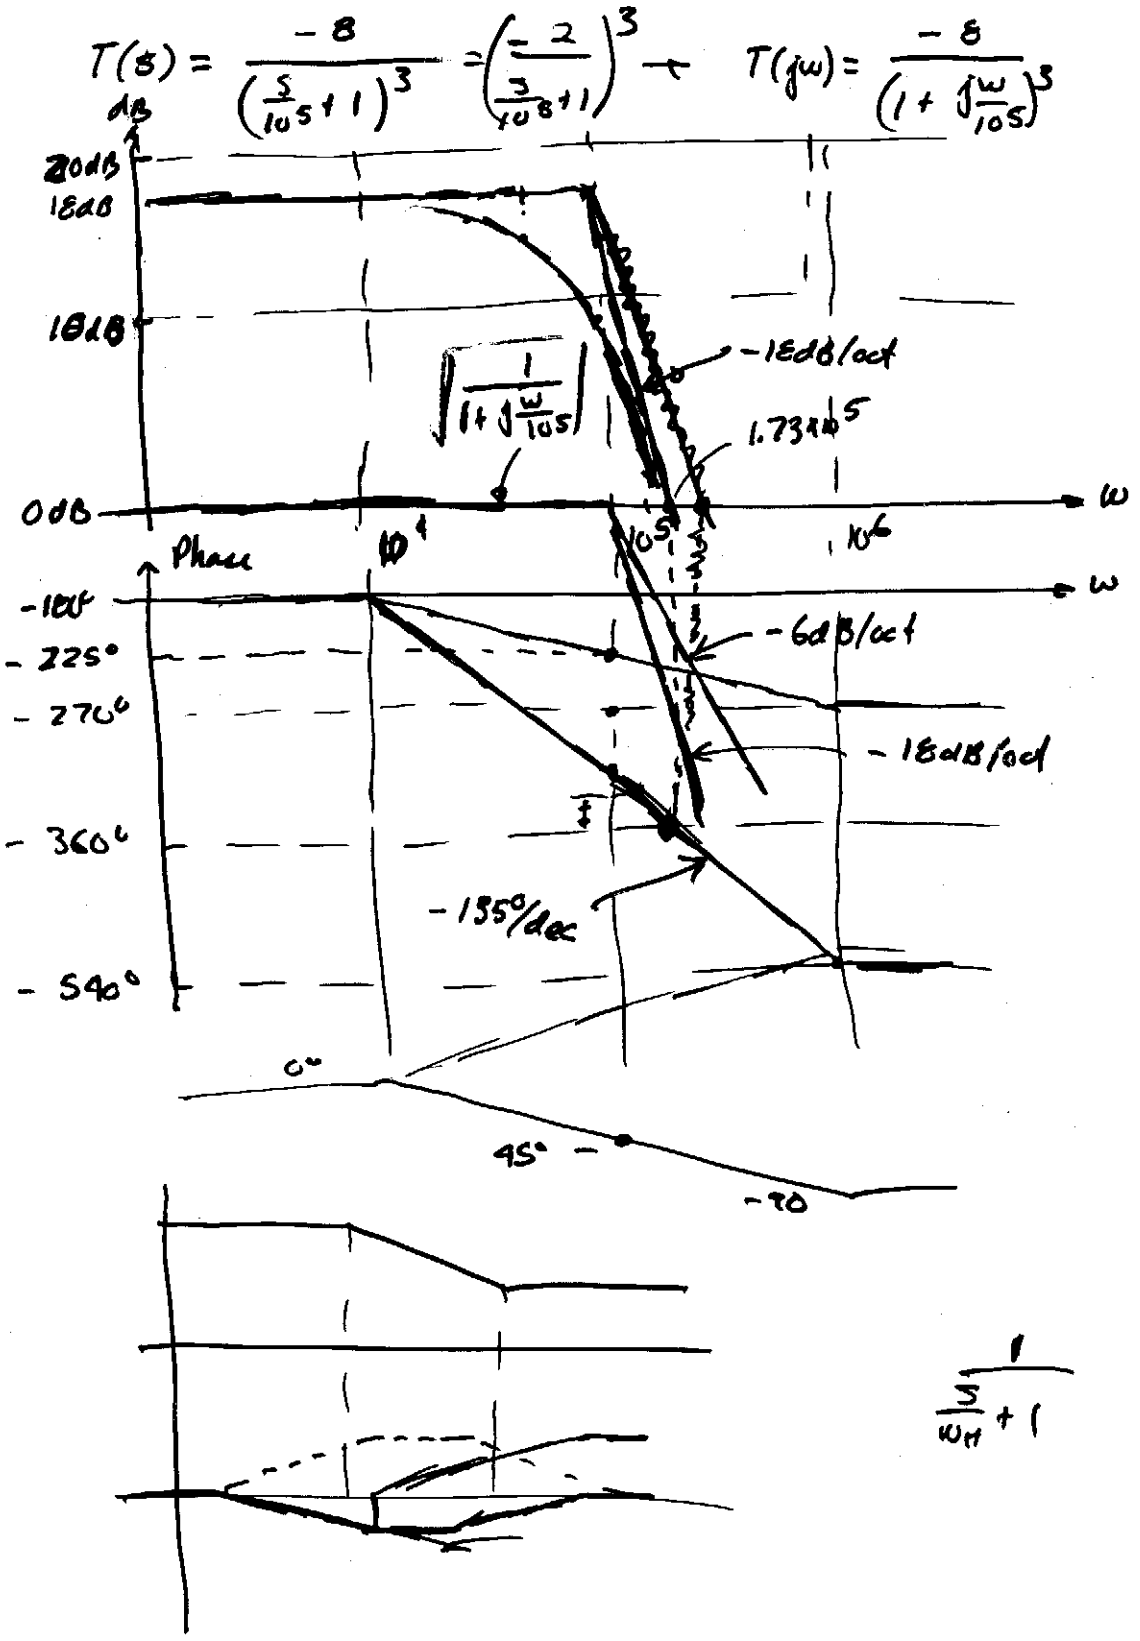 T(s) = -8 / (s/10^5 + 1)^3 = (-2 / (s/10^5 + 1))^3 → T(jω) = -8 / (1 + jω/10^5)^3
dB
20dB
18dB
10dB
-18dB/oct
|1 / (1 + jω/10^5)|
1.73×10^5
0dB
ω
10^4
10^5
10^6
Phase
-180°
ω
-6dB/oct
-225°
-270°
-18dB/oct
-360°
-135°/dec
-540°
0°
45°
-90
1 / (s/ωH + 1)